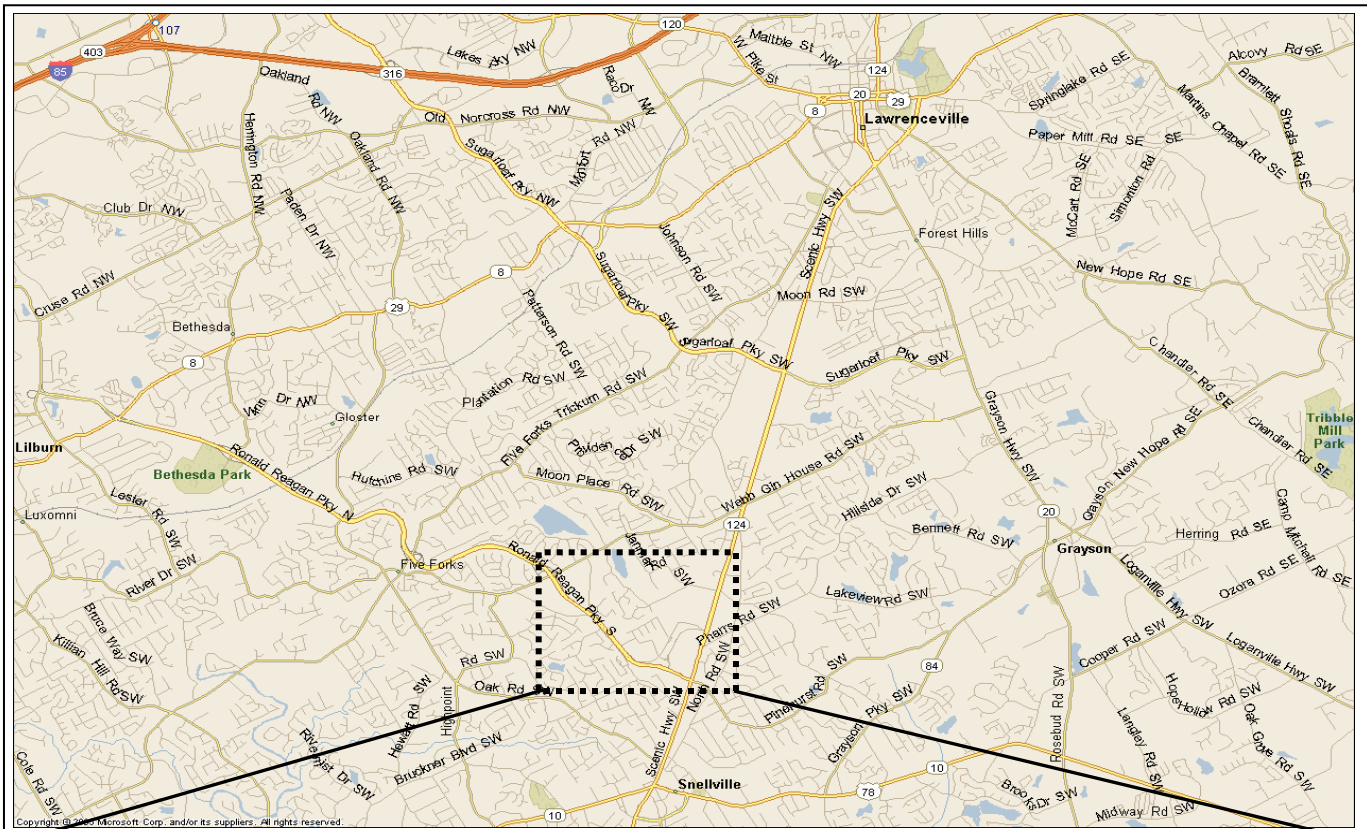 107
120
Maltbie St NW
403
Lakes Pky NW
W Pike St
124
Alcovy Rd SE
85
316
Oakland Rd NW
Raco Dr NW
20
29
Springlake Rd SE
Bramlett Shoals Rd SE
Martins Chapel Rd SE
8
Lawrenceville
Old Norcross Rd NW
Herrington Rd NW
Oakland Rd NW
Sugarloaf Pky NW
Monfort Rd NW
Paper Mill Rd SE
SE
McCart Rd SE
Simonton Rd
Club Dr NW
Paden Dr NW
Scenic Hwy SW
Forest Hills
Johnson Rd SW
Cruse Rd NW
8
Sugarloaf Pky SW
New Hope Rd SE
Moon Rd SW
29
Patterson Rd SW
Bethesda
Sugarloaf Pky SW
Sugarloaf Pky SW
Chandler Rd SE
8
Plantation Rd SW
Grayson Hwy SW
Winn Dr NW
Gloster
Five Forks Trickum Rd SW
Tribble
Mill
Park
Chandler Rd SE
Lilburn
Dr SW
Ronald Reagan Pky N
Bethesda Park
Hutchins Rd SW
Moon Place Rd SW
Webb Gin House Rd SW
Grayson New Hope Rd SE
Lester Rd SW
Hillside Dr SW
Camp Mitchell Rd SE
Luxomni
124
20
Bennett Rd SW
Herring Rd SE
Grayson
Rd SW
Ronald Reagan Pky S
Five Forks
River Dr SW
Loganville Hwy SW
Ozora Rd SE
Lakeview Rd SW
Bruce Way SW
Pharrs Rd SW
Killian Hill Rd SW
Rd SW
North Rd SW
84
Cooper Rd SW
Loganville Hwy SW
Oak Rd SW
Pinehurst Rd SW
Hewatt Rd SW
Highpoint
Scenic Hwy SW
Grayson Pky SW
Rosebud Rd SW
Hope Hollow Rd SW
Oak Grove Rd SW
Langley Rd SW
Rivermist Dr SW
Bruckner Blvd SW
Cole Rd SW
10
Snellville
78
Brooks Dr SW
Midway Rd SW
10
Microsoft Corp. and/or its suppliers. All rights reserved.